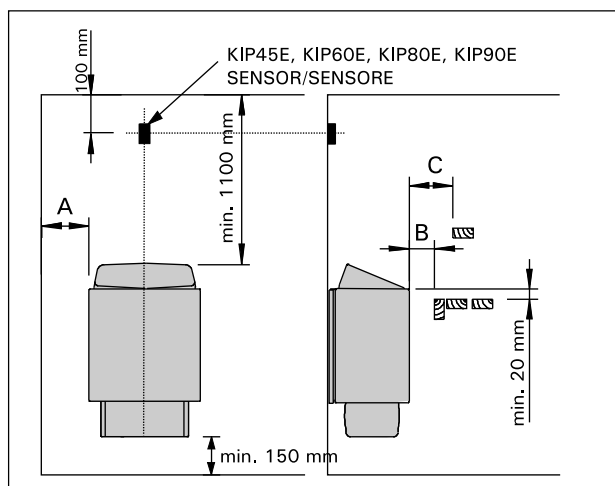 KIP45E, KIP60E, KIP80E, KIP90E
SENSOR/SENSORE
100 mm
min. 1100 mm
A
C
B
min. 20 mm
min. 150 mm